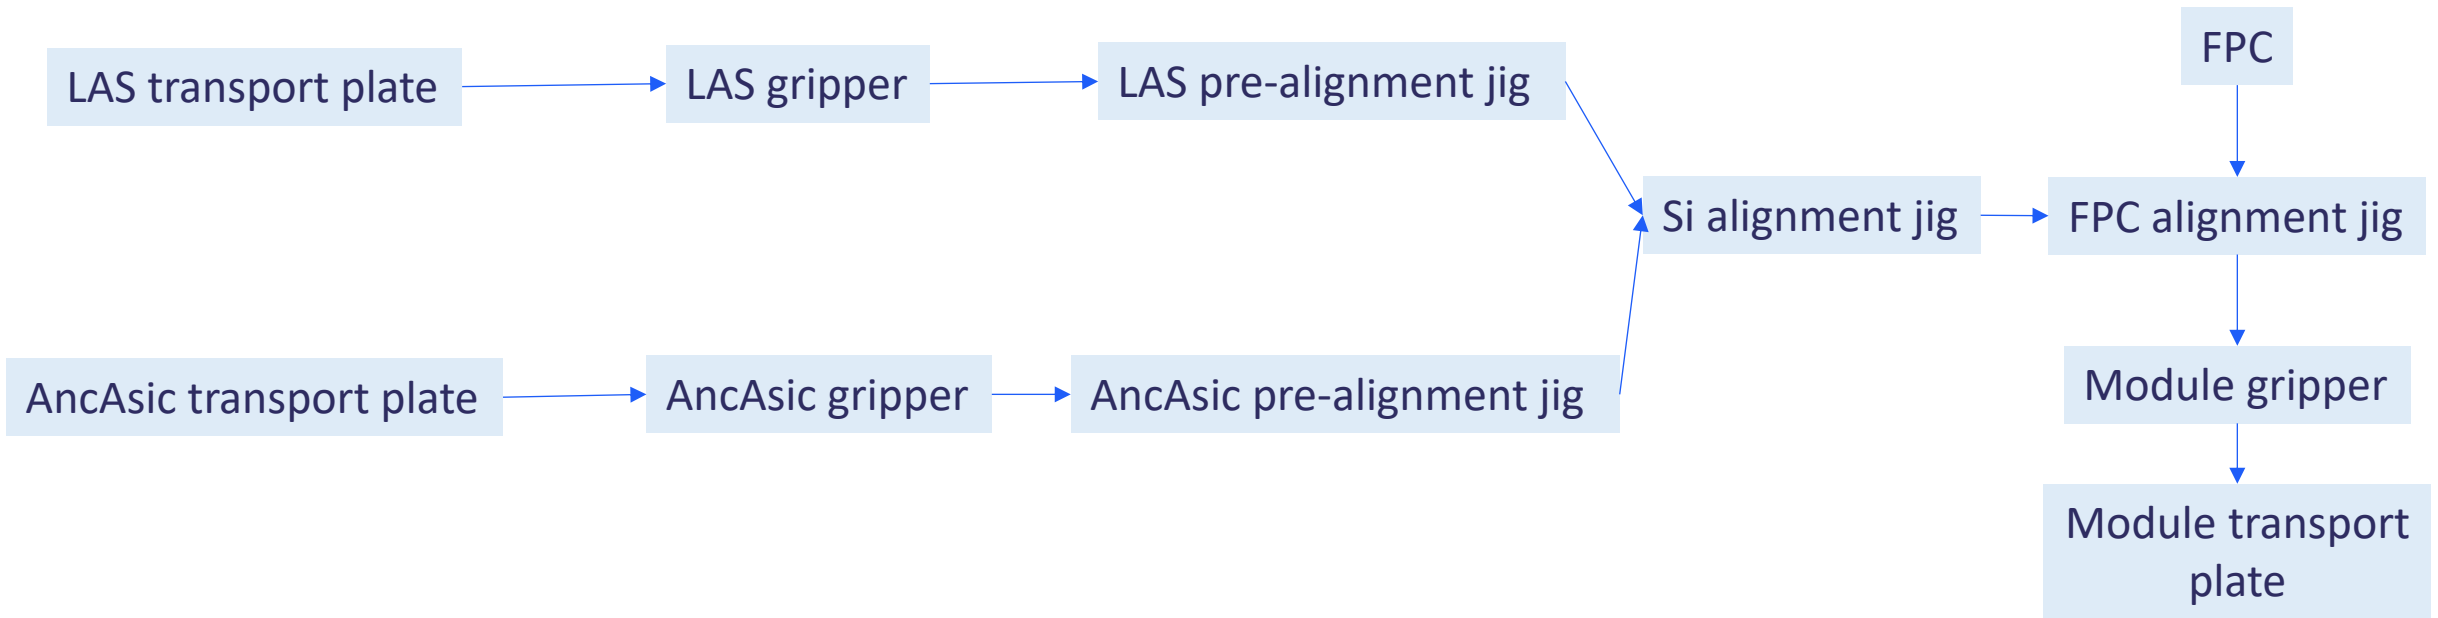 LAS transport plate
LAS gripper
LAS pre-alignment jig
FPC
Si alignment jig
FPC alignment jig
AncAsic transport plate
AncAsic gripper
AncAsic pre-alignment jig
Module gripper
Module transport
plate